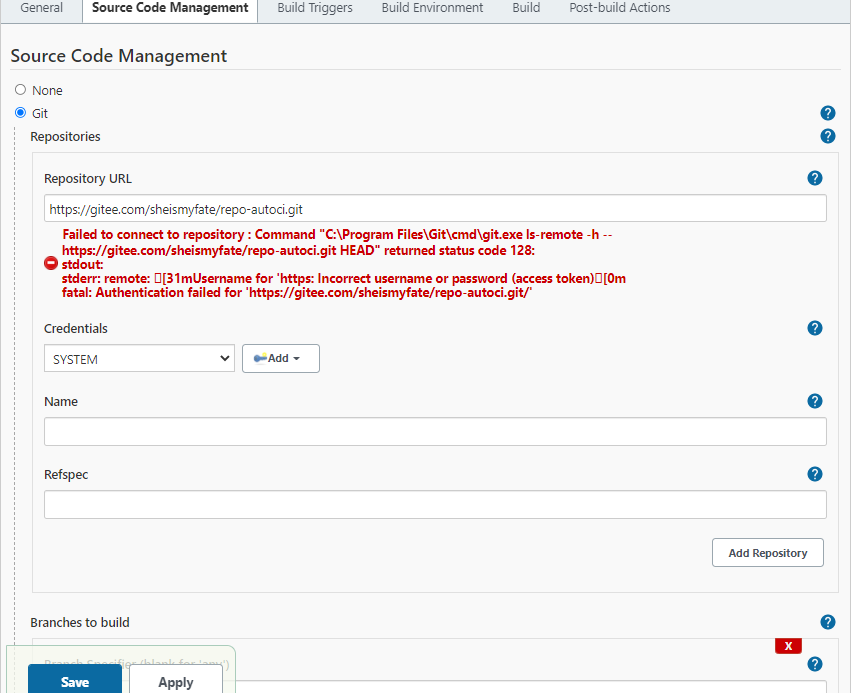 General Source Code Management Build Triggers Build Environment Build Post-build Actions
Source Code Management
None
Git
Repositories
Repository URL
https://gitee.com/sheismyfate/repo-autoci.git
Failed to connect to repository : Command "C:\Program Files\Git\cmd\git.exe ls-remote -h --
https://gitee.com/sheismyfate/repo-autoci.git HEAD" returned status code 128:
stdout:
stderr: remote: [31mUsername for 'https: Incorrect username or password (access token)[0m
fatal: Authentication failed for 'https://gitee.com/sheismyfate/repo-autoci.git/'
Credentials
SYSTEM
Add
Name
Refspec
Add Repository
Branches to build
X
Branch Specifier (blank for 'any')
Save Apply